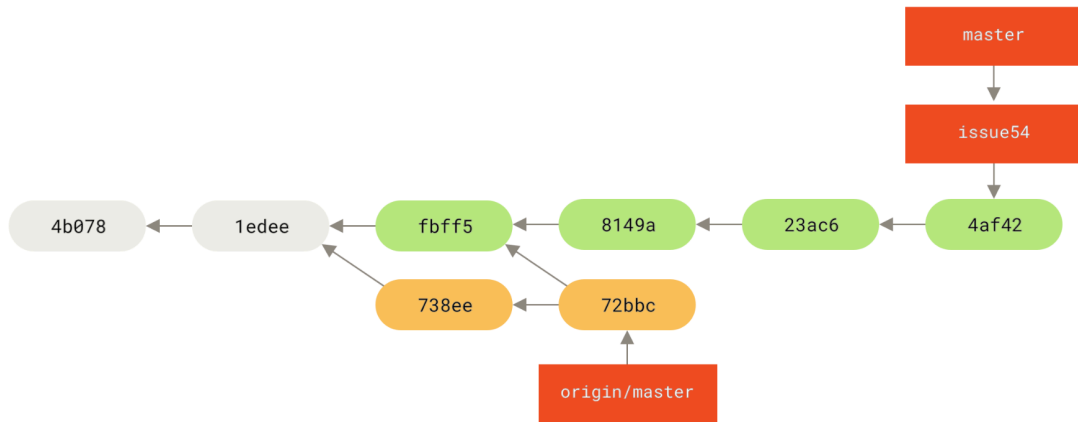 master
issue54
4b078
1edee
fbff5
8149a
23ac6
4af42
738ee
72bbc
origin/master